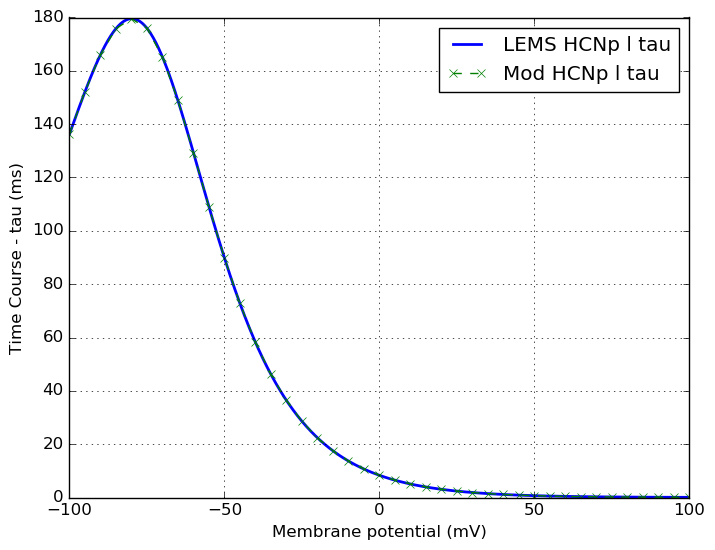 180
160
140
120
100
80
60
40
20
0
Time Course - tau (ms)
LEMS HCNp l tau
Mod HCNp l tau
−100 −50 0 50 100
Membrane potential (mV)